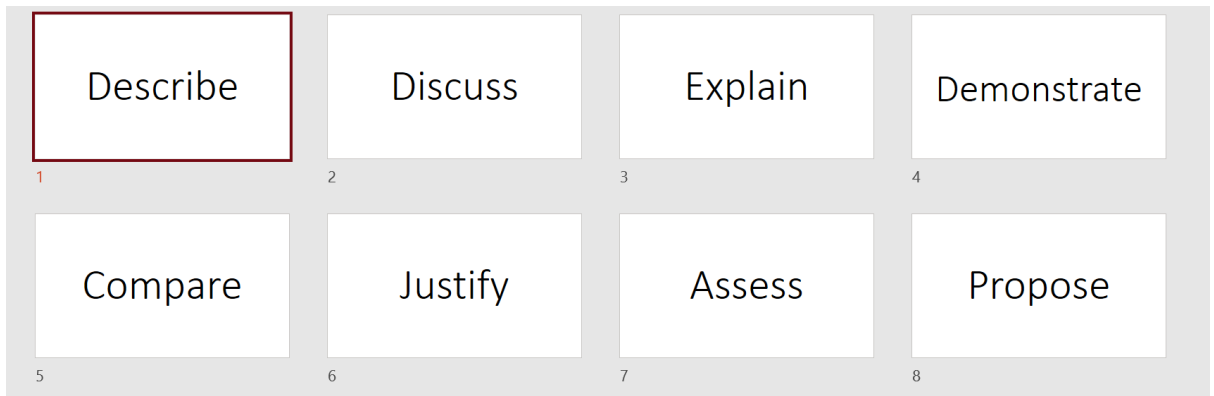 Describe
Discuss
Explain
Demonstrate
1
2
3
4
Compare
Justify
Assess
Propose
5
6
7
8